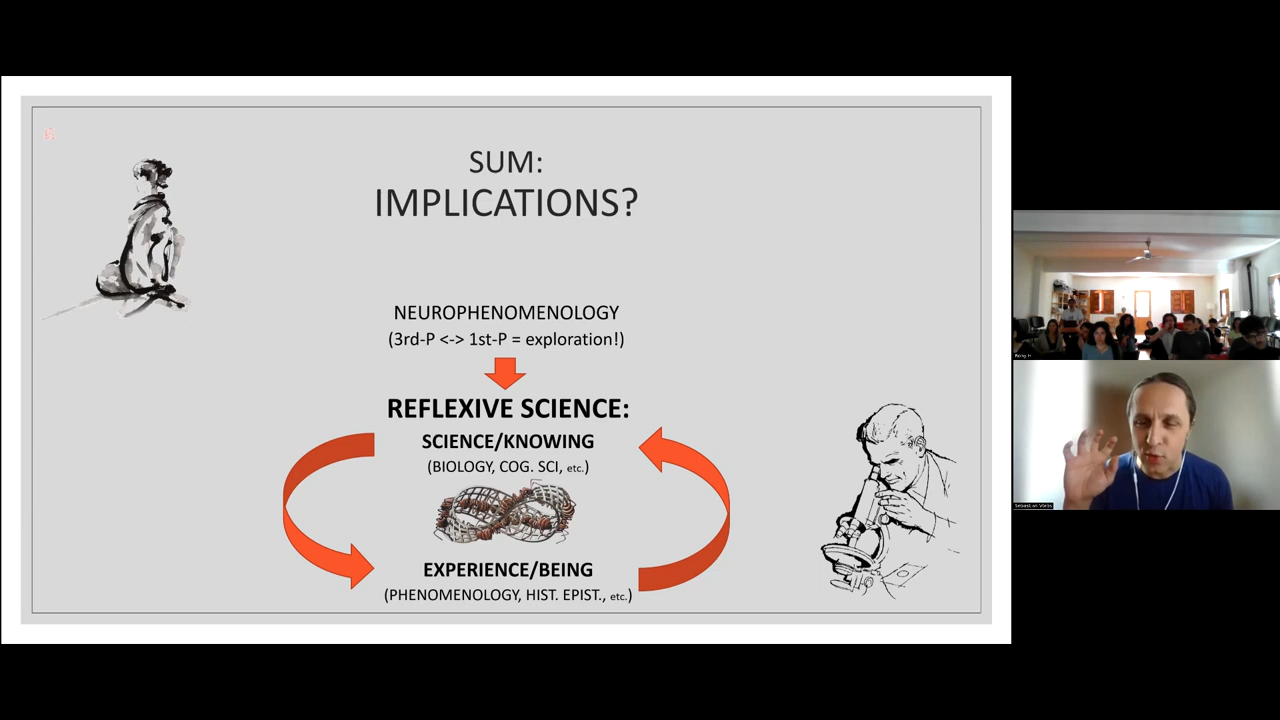 SUM:
IMPLICATIONS?
NEUROPHENOMENOLOGY
(3rd-P <-> 1st-P = exploration!)
REFLEXIVE SCIENCE:
SCIENCE/KNOWING
(BIOLOGY, COG. SCI, etc.)
EXPERIENCE/BEING
(PHENOMENOLOGY, HIST. EPIST., etc.)